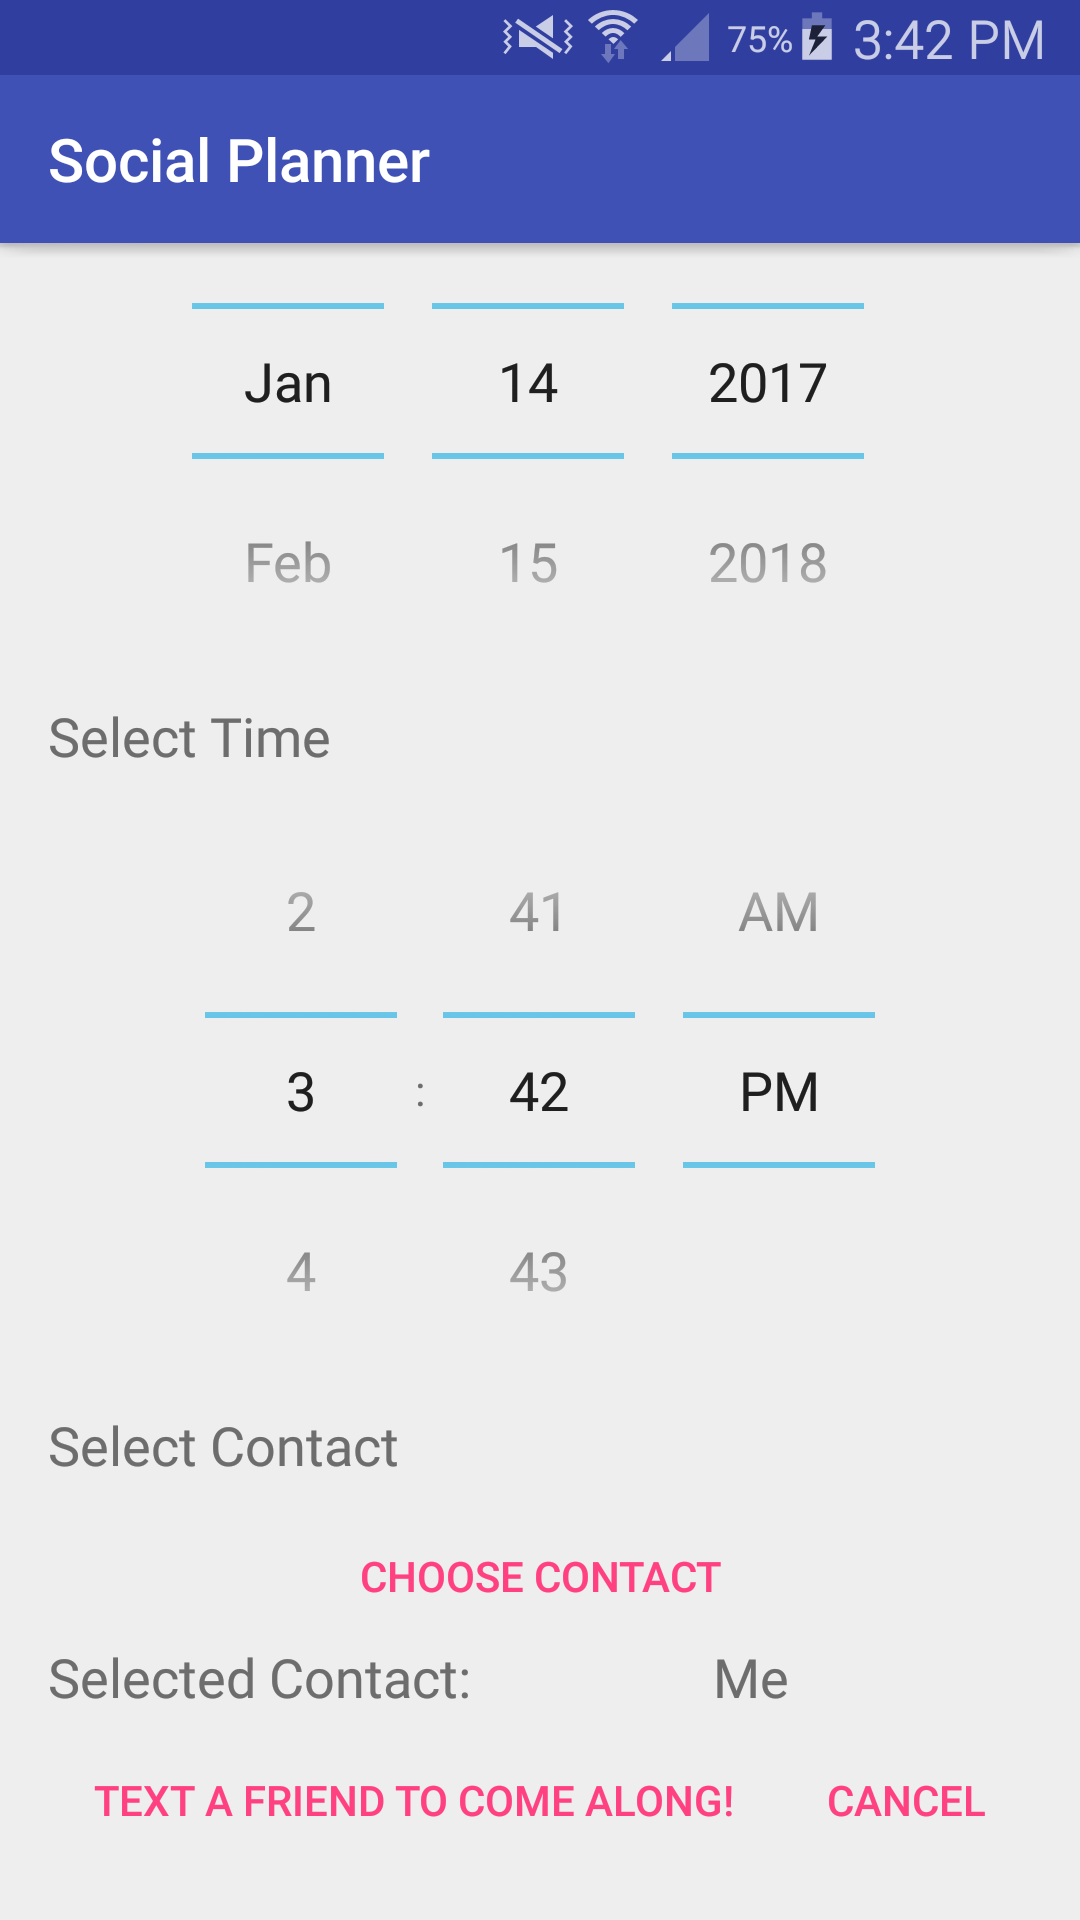 75% 3:42 PM
Social Planner
Jan 14 2017
Feb 15 2018
Select Time
2 41 AM
3 : 42 PM
4 43
Select Contact
CHOOSE CONTACT
Selected Contact: Me
TEXT A FRIEND TO COME ALONG! CANCEL